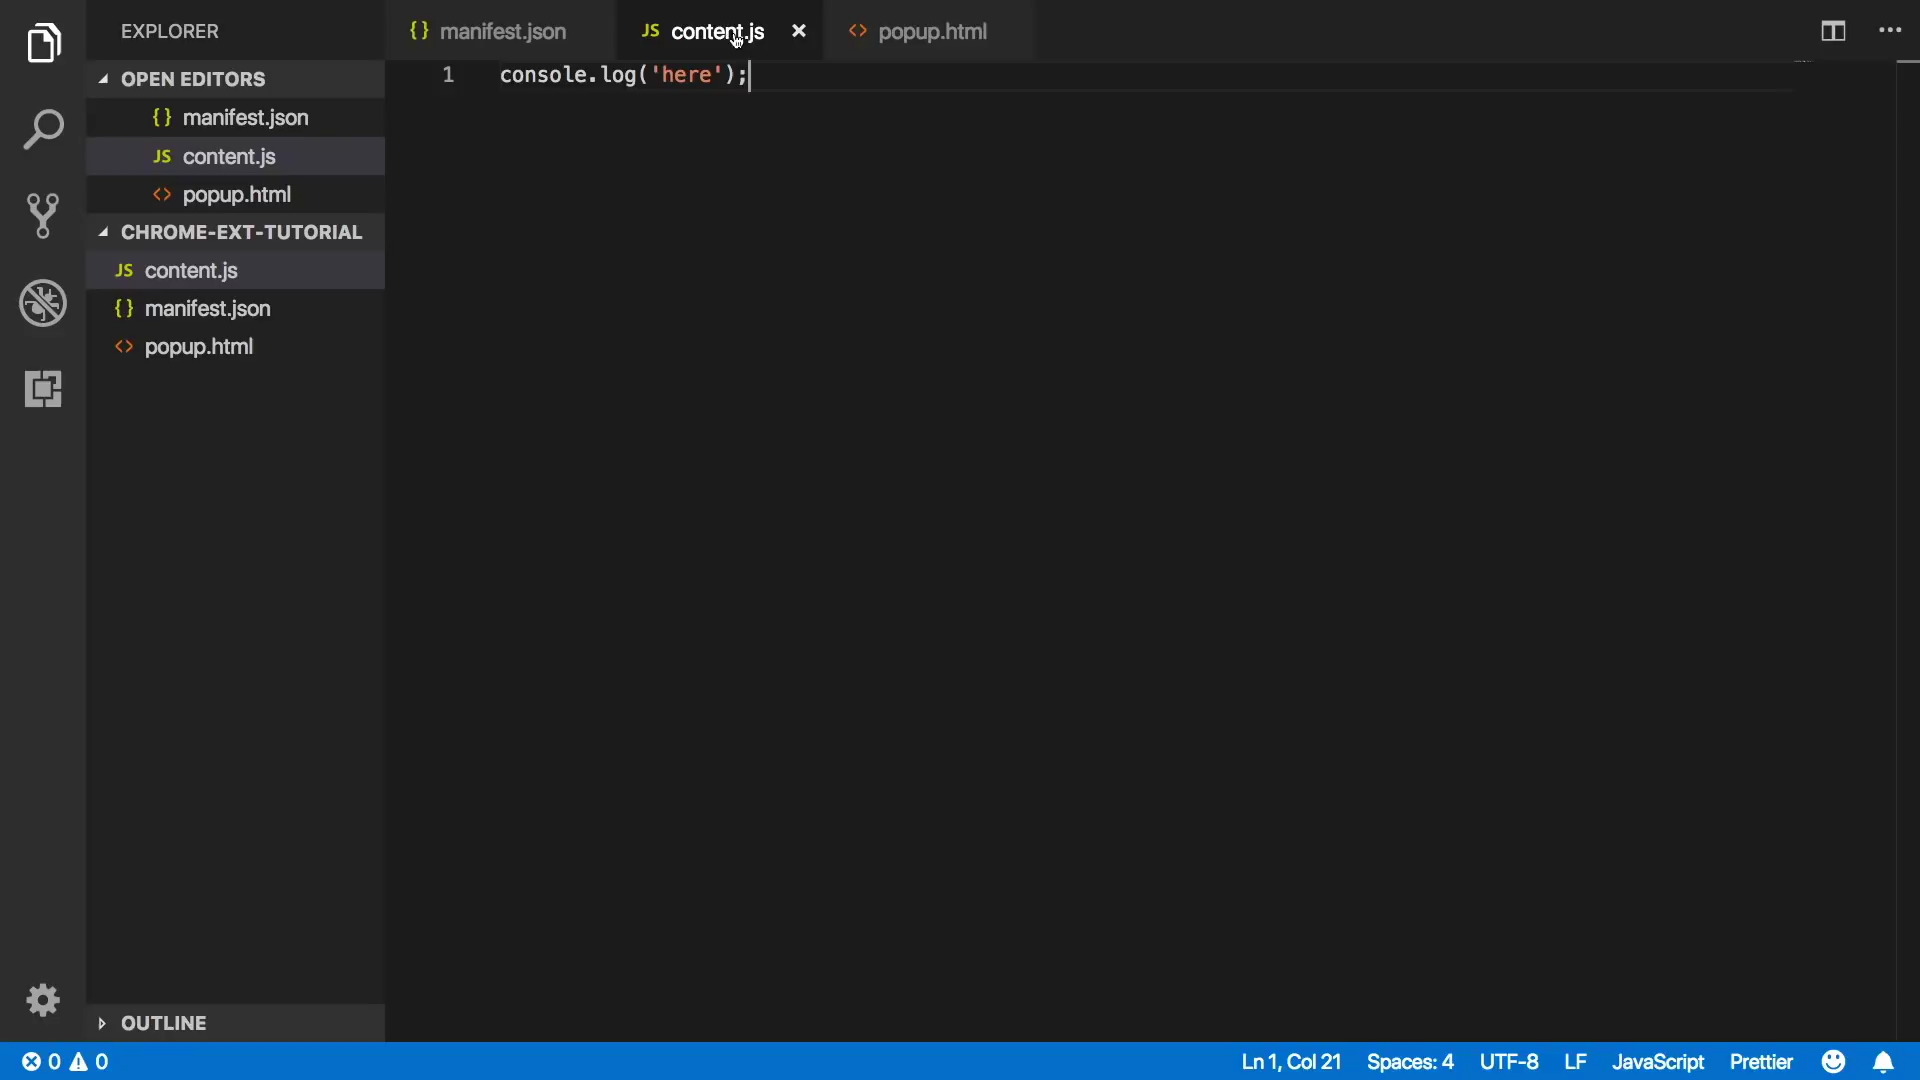 EXPLORER
OPEN EDITORS
{} manifest.json
JS content.js
<> popup.html
CHROME-EXT-TUTORIAL
JS content.js
{} manifest.json
<> popup.html
OUTLINE
{} manifest.json JS content.js × <> popup.html
1 console.log('here');
0 0 Ln 1, Col 21 Spaces: 4 UTF-8 LF JavaScript Prettier